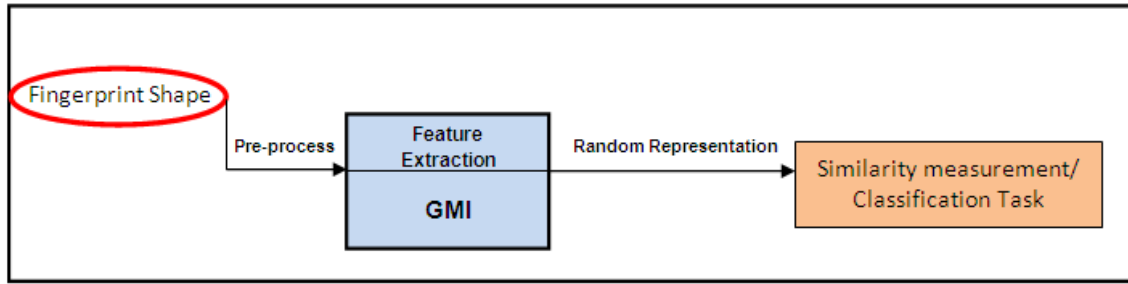 Fingerprint Shape
Pre-process
Feature
Extraction
GMI
Random Representation
Similarity measurement/
Classification Task